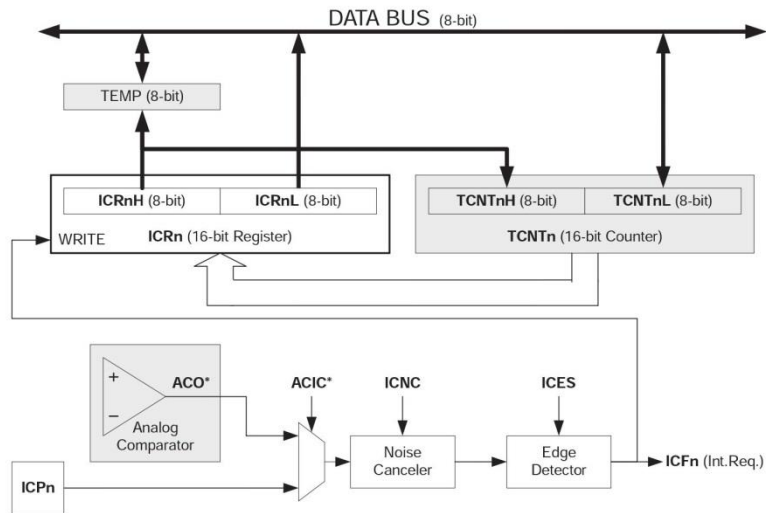 DATA BUS (8-bit)
TEMP (8-bit)
ICRnH (8-bit) ICRnL (8-bit)
WRITE ICRn (16-bit Register)
TCNTnH (8-bit) TCNTnL (8-bit)
TCNTn (16-bit Counter)
+
−
ACO*
Analog
Comparator
ACIC*
ICNC
ICES
Noise
Canceler
Edge
Detector
ICFn (Int.Req.)
ICPn